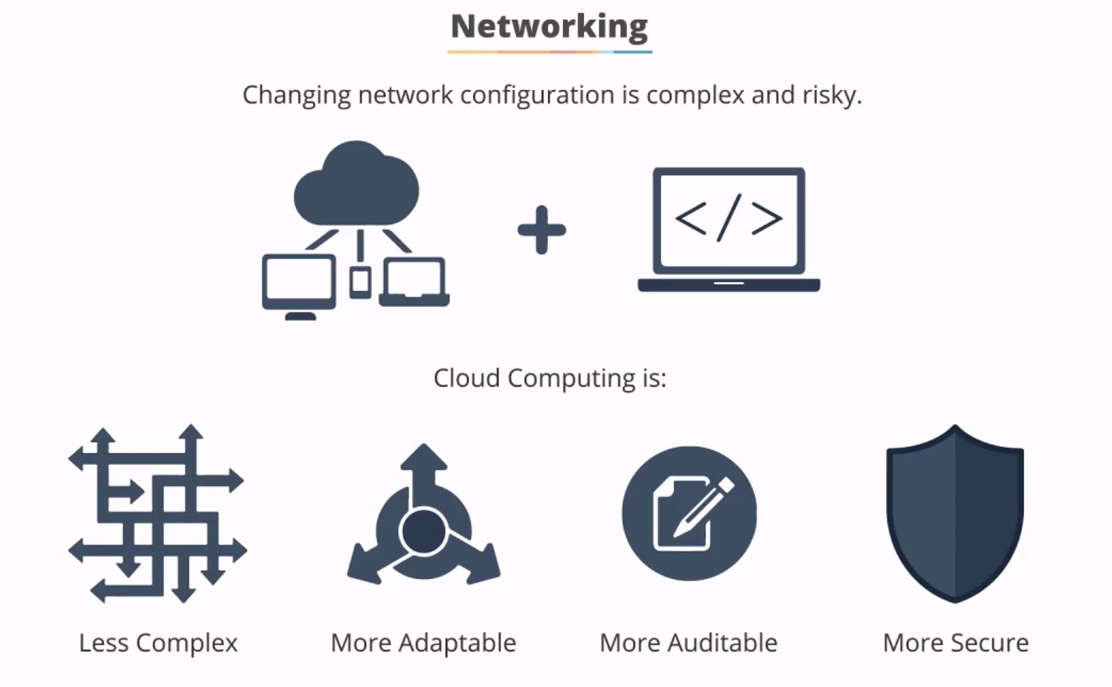 Networking
Changing network configuration is complex and risky.
</>
Cloud Computing is:
Less Complex
More Adaptable
More Auditable
More Secure